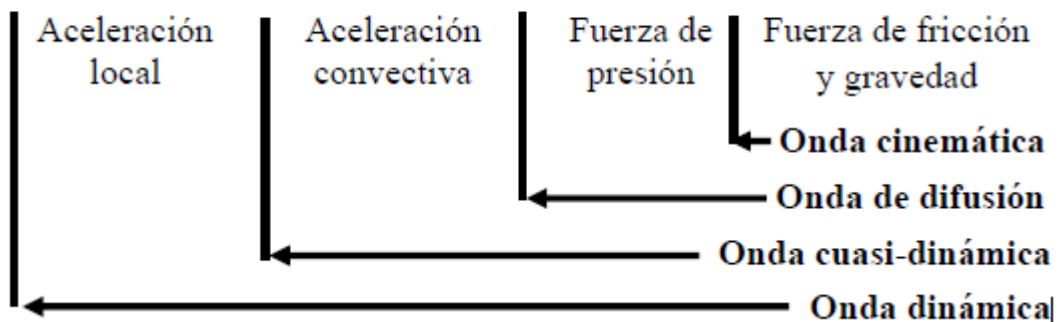 Aceleración
local
Aceleración
convectiva
Fuerza de
presión
Fuerza de fricción
y gravedad
Onda cinemática
Onda de difusión
Onda cuasi-dinámica
Onda dinámica